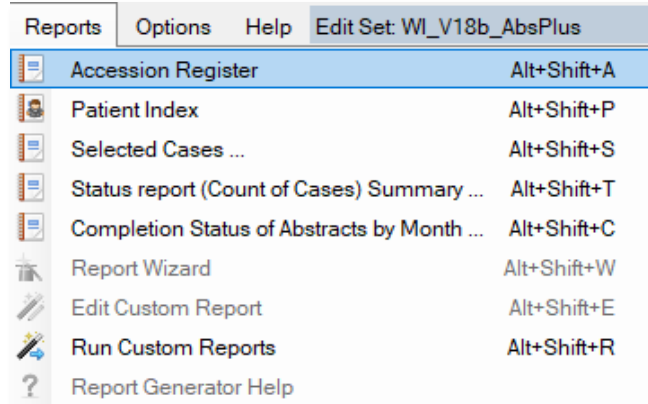 Reports Options Help Edit Set: WI_V18b_AbsPlus
Accession Register Alt+Shift+A
Patient Index Alt+Shift+P
Selected Cases ... Alt+Shift+S
Status report (Count of Cases) Summary ... Alt+Shift+T
Completion Status of Abstracts by Month ... Alt+Shift+C
Report Wizard Alt+Shift+W
Edit Custom Report Alt+Shift+E
Run Custom Reports Alt+Shift+R
? Report Generator Help